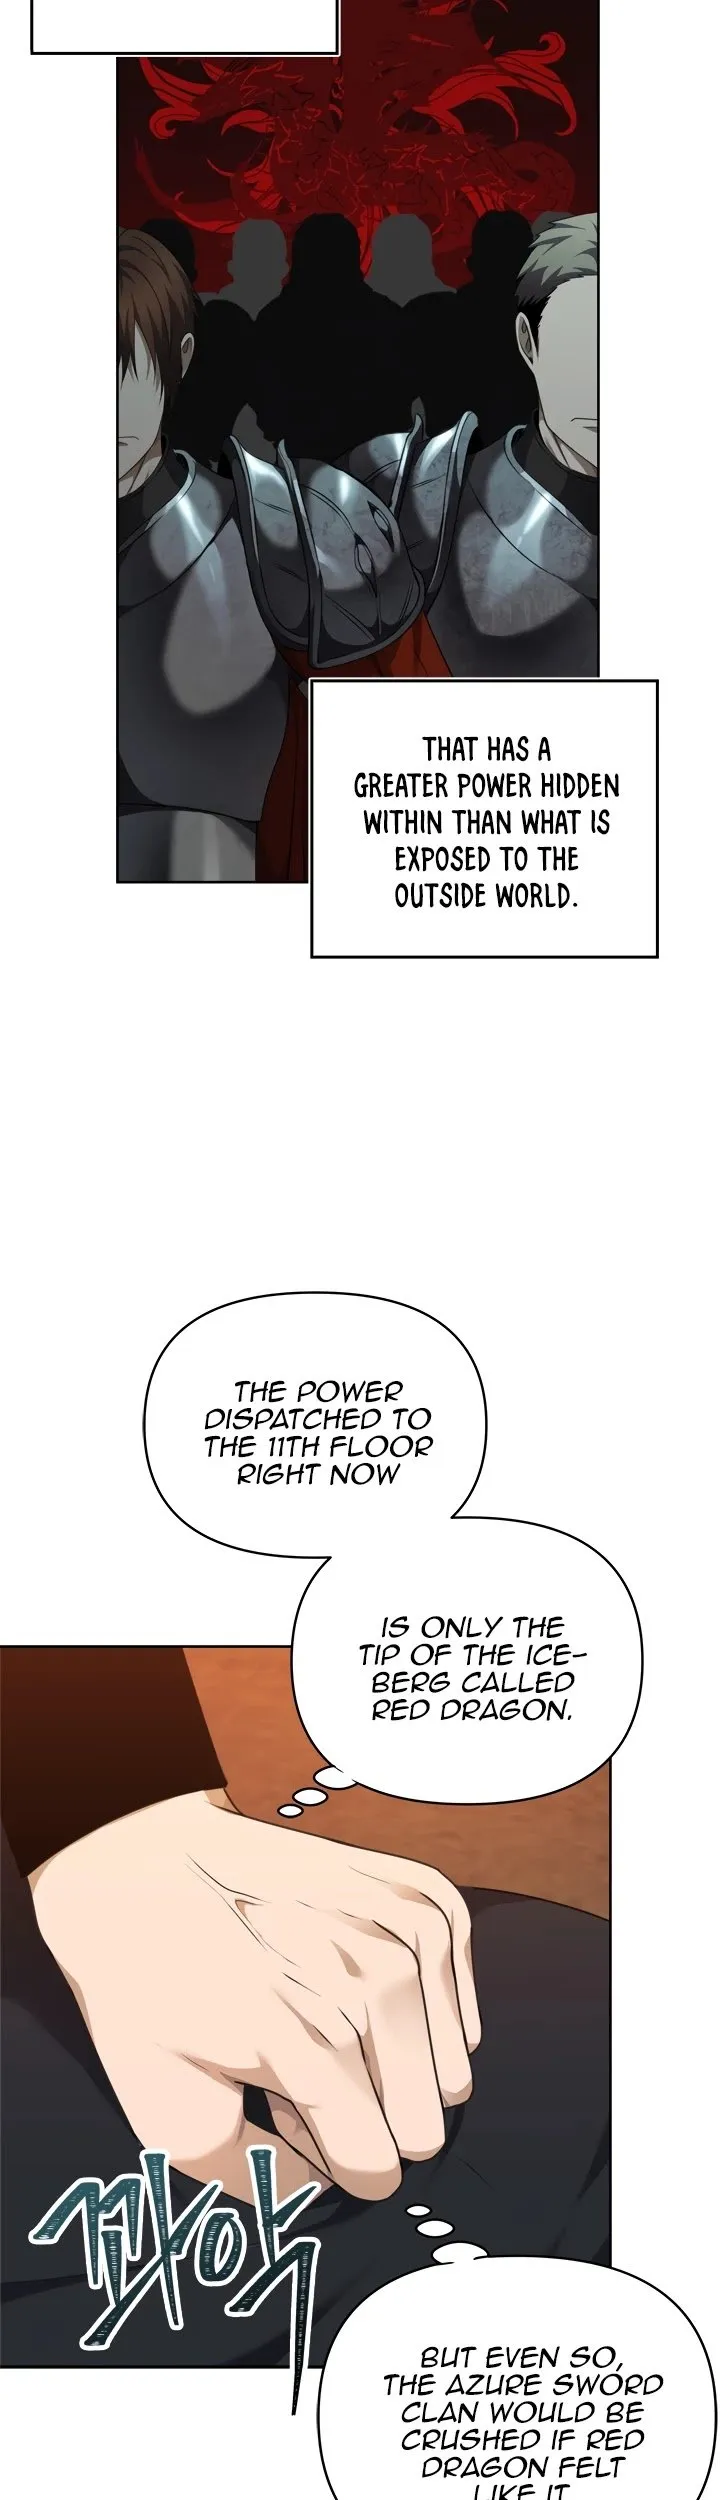 THAT HAS A
GREATER POWER HIDDEN
WITHIN THAN WHAT IS
EXPOSED TO THE
OUTSIDE WORLD.
THE POWER
DISPATCHED TO
THE 11TH FLOOR
RIGHT NOW
IS ONLY THE
TIP OF THE ICE-
BERG CALLED
RED DRAGON.
BUT EVEN SO,
THE AZURE SWORD
CLAN WOULD BE
CRUSHED IF RED
DRAGON FELT
LIKE IT